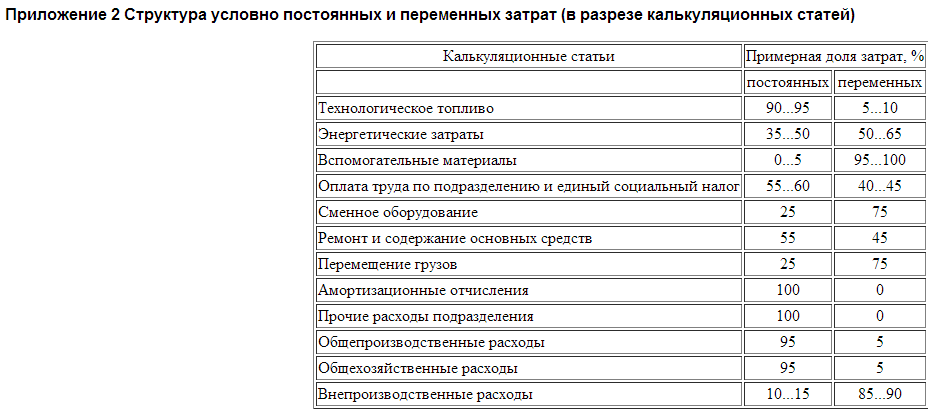 Приложение 2 Структура условно постоянных и переменных затрат (в разрезе калькуляционных статей)
Калькуляционные статьи Примерная доля затрат, %
постоянных переменных
Технологическое топливо 90...95 5...10
Энергетические затраты 35...50 50...65
Вспомогательные материалы 0...5 95...100
Оплата труда по подразделению и единый социальный налог 55...60 40...45
Сменное оборудование 25 75
Ремонт и содержание основных средств 55 45
Перемещение грузов 25 75
Амортизационные отчисления 100 0
Прочие расходы подразделения 100 0
Общепроизводственные расходы 95 5
Общехозяйственные расходы 95 5
Внепроизводственные расходы 10...15 85...90